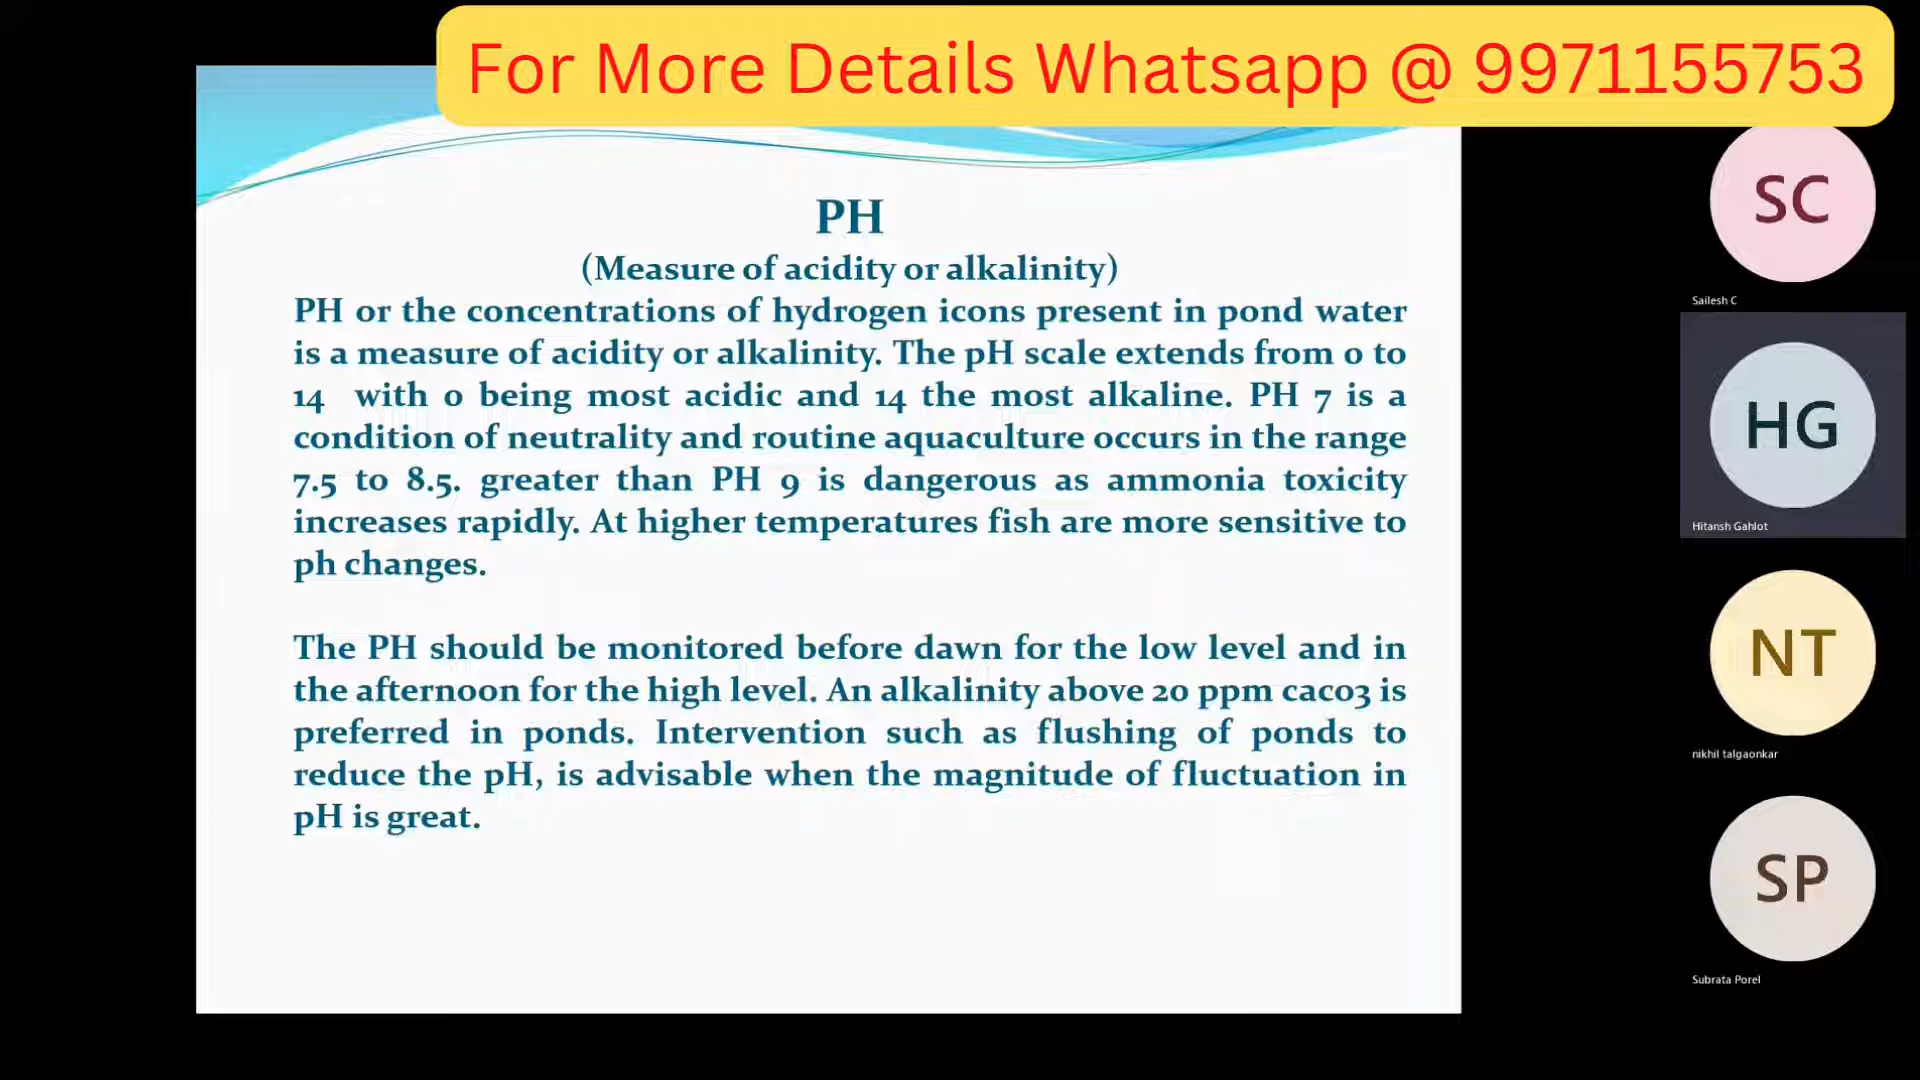 For More Details Whatsapp @ 9971155753
PH
(Measure of acidity or alkalinity)
PH or the concentrations of hydrogen icons present in pond water
is a measure of acidity or alkalinity. The pH scale extends from 0 to
14 with 0 being most acidic and 14 the most alkaline. PH 7 is a
condition of neutrality and routine aquaculture occurs in the range
7.5 to 8.5. greater than PH 9 is dangerous as ammonia toxicity
increases rapidly. At higher temperatures fish are more sensitive to
ph changes.
The PH should be monitored before dawn for the low level and in
the afternoon for the high level. An alkalinity above 20 ppm caco3 is
preferred in ponds. Intervention such as flushing of ponds to
reduce the pH, is advisable when the magnitude of fluctuation in
pH is great.
SC
Sailesh C
HG
Hitansh Gahlot
NT
nikhil talgaonkar
SP
Subrata Porel